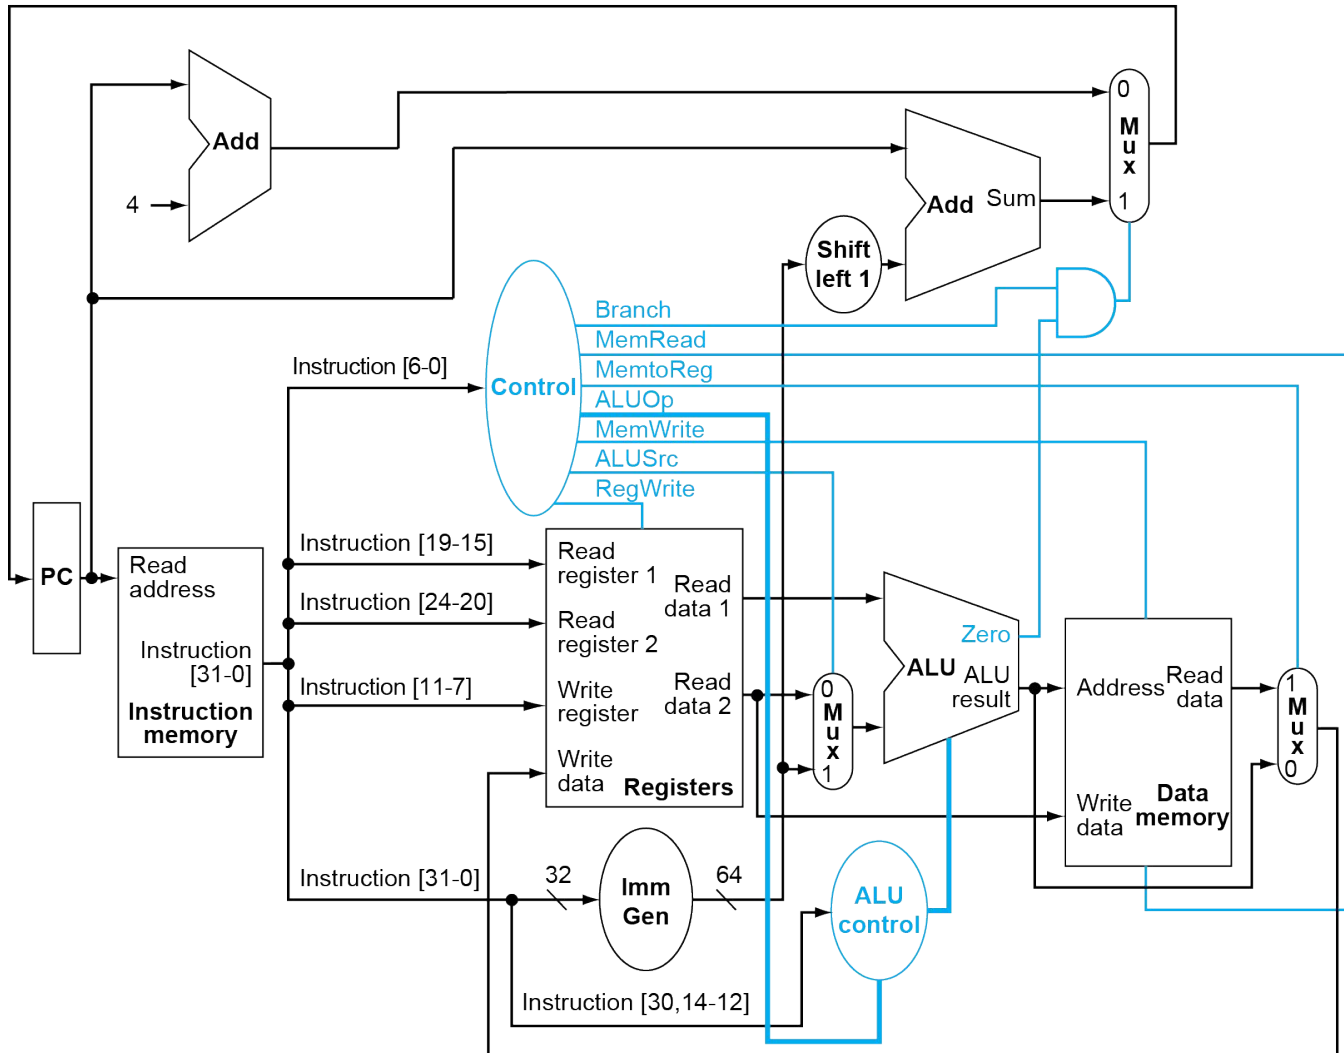 0
M
u
x
1
Add
4
Add
Sum
Shift
left 1
Branch
MemRead
MemtoReg
ALUOp
MemWrite
ALUSrc
RegWrite
Control
Instruction [6-0]
Instruction [19-15]
Instruction [24-20]
Instruction [11-7]
Instruction [31-0]
PC
Read
address
Instruction
[31-0]
Instruction
memory
Read
register 1
Read
register 2
Write
register
Write
data
Read
data 1
Read
data 2
Registers
0
M
u
x
1
Zero
ALU
ALU
result
Address
Read
data
Write
data
Data
memory
1
M
u
x
0
32
Imm
Gen
64
ALU
control
Instruction [30,14-12]